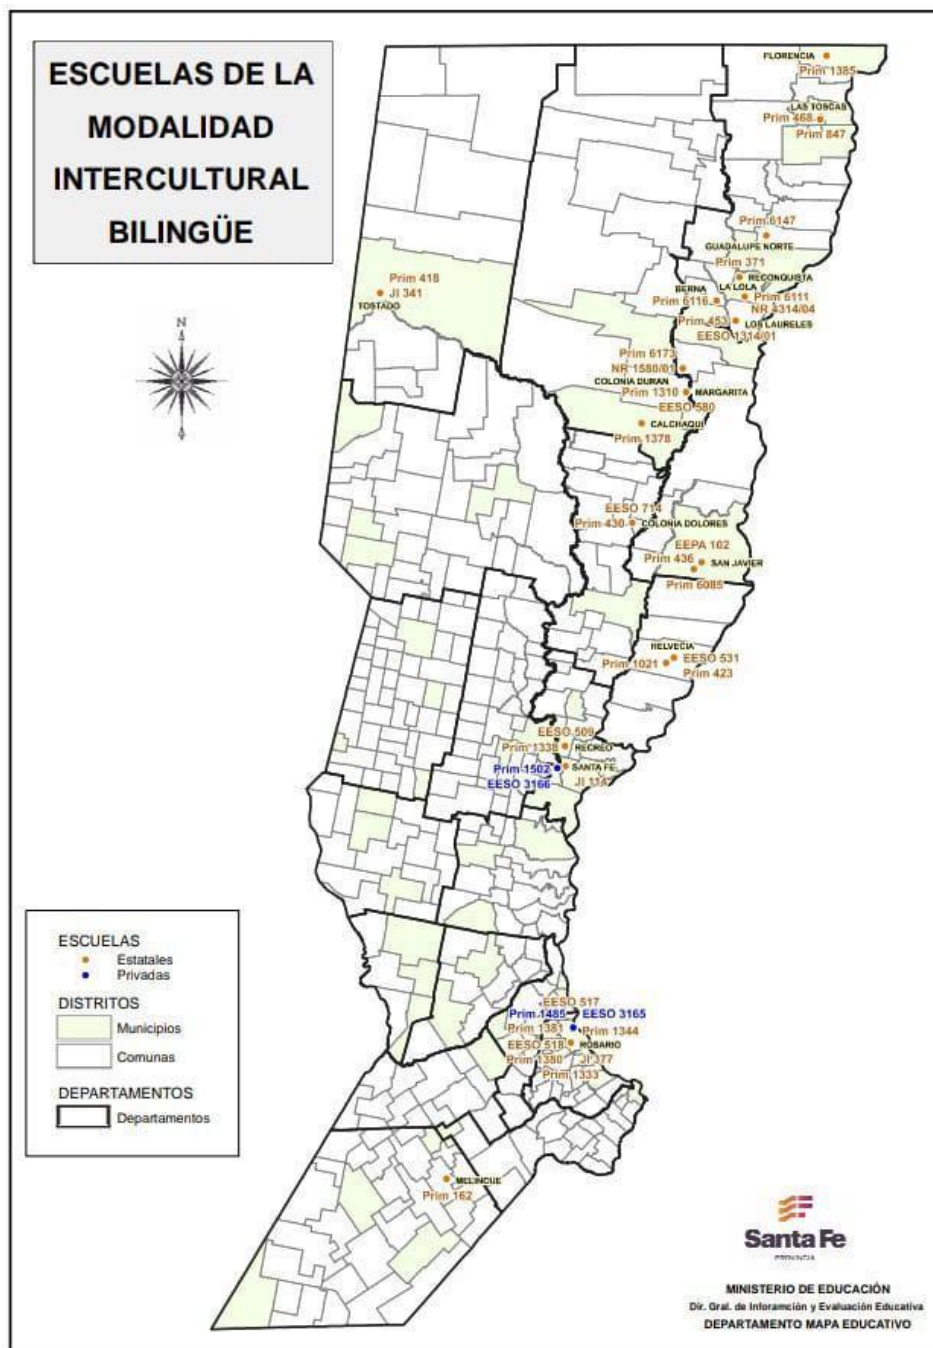 ESCUELAS DE LA
MODALIDAD
INTERCULTURAL
BILINGÜE
N
FLORENCIA
Prim 1385
LAS TOSCAS
Prim 468
Prim 847
Prim 6147
GUADALUPE NORTE
Prim 371
RECONQUISTA
BERNA
LA LOLA
Prim 6116
Prim 6111
NR 4314/04
Prim 453
LOS LAURELES
EESO 1314/01
Prim 418
JI 341
TOSTADO
Prim 6173
NR 1580/01
COLONIA DURAN
Prim 1310
MARGARITA
EESO 580
CALCHAQUI
Prim 1378
EESO 714
Prim 430
COLONIA DOLORES
EEPA 102
Prim 436
SAN JAVIER
Prim 6085
HELVECIA
Prim 1021
EESO 531
Prim 423
EESO 509
Prim 1338
RECREO
Prim 1502
SANTA FE
EESO 3166
EESO 517
Prim 1485
EESO 3165
Prim 1381
Prim 1344
EESO 518
ROSARIO
Prim 1380
JI 377
Prim 1333
MELINCUE
Prim 162
ESCUELAS
Estatales
Privadas
DISTRITOS
Municipios
Comunas
DEPARTAMENTOS
Departamentos
Santa Fe
PROVINCIA
MINISTERIO DE EDUCACIÓN
Dir. Gral. de Inforamción y Evaluación Educativa
DEPARTAMENTO MAPA EDUCATIVO